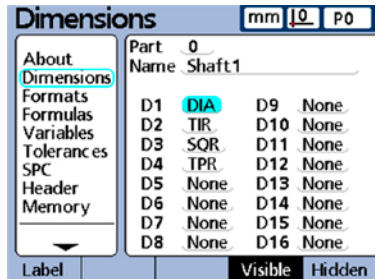 Dimensions mm 0 P0
Part 0
Name Shaft1
About
Dimensions
Formats
Formulas
Variables
Tolerances
SPC
Header
Memory
D1 DIA D9 None
D2 TIR D10 None
D3 SQR D11 None
D4 TPR D12 None
D5 None D13 None
D6 None D14 None
D7 None D15 None
D8 None D16 None
Label Visible Hidden